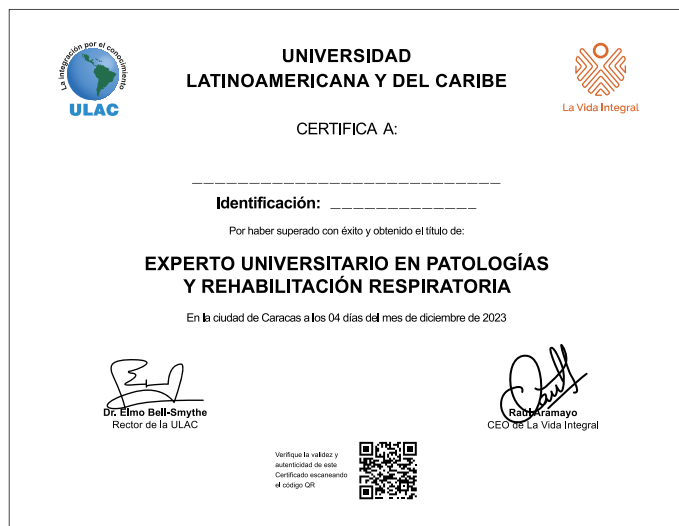 La integración por el conocimiento
ULAC
UNIVERSIDAD
LATINOAMERICANA Y DEL CARIBE
La Vida Integral
CERTIFICA A:
____________________________
Identificación: _____________
Por haber superado con éxito y obtenido el título de:
EXPERTO UNIVERSITARIO EN PATOLOGÍAS
Y REHABILITACIÓN RESPIRATORIA
En la ciudad de Caracas a los 04 días del mes de diciembre de 2023
Dr. Elmo Bell-Smythe
Rector de la ULAC
Raúl Aramayo
CEO de La Vida Integral
Verifique la validez y
autenticidad de este
Certificado escaneando
el código QR